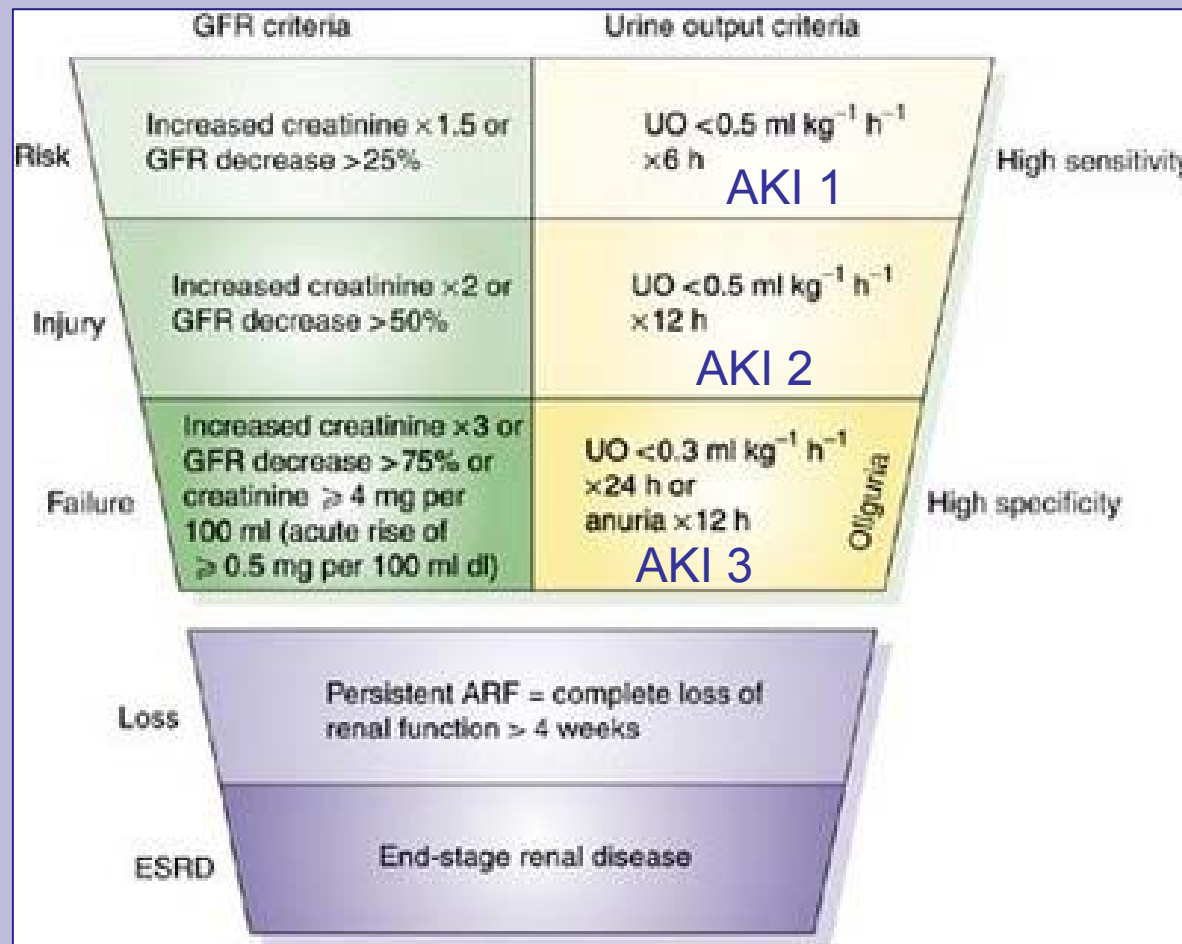 GFR criteria
Urine output criteria
Risk
Increased creatinine ×1.5 or
GFR decrease >25%
UO <0.5 ml kg⁻¹ h⁻¹
×6 h
AKI 1
High sensitivity
Injury
Increased creatinine ×2 or
GFR decrease >50%
UO <0.5 ml kg⁻¹ h⁻¹
×12 h
AKI 2
Failure
Increased creatinine ×3 or
GFR decrease >75% or
creatinine ⩾ 4 mg per
100 ml (acute rise of
⩾ 0.5 mg per 100 ml dl)
UO <0.3 ml kg⁻¹ h⁻¹
×24 h or
anuria ×12 h
AKI 3
Oliguria
High specificity
Loss
Persistent ARF = complete loss of
renal function > 4 weeks
ESRD
End-stage renal disease